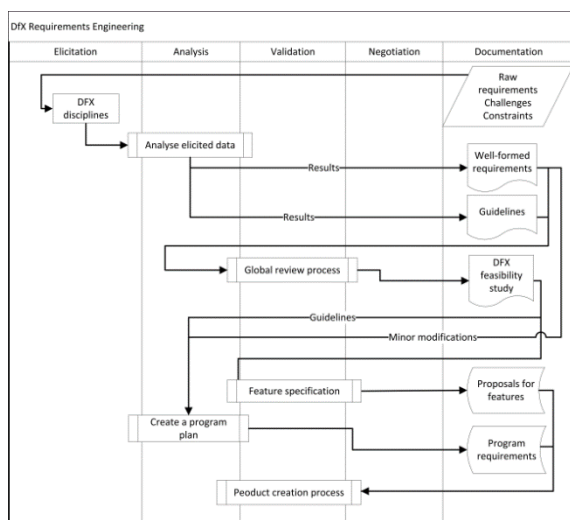 DfX Requirements Engineering
Elicitation
Analysis
Validation
Negotiation
Documentation
Raw
requirements
Challenges
Constraints
DFX
disciplines
Analyse elicited data
Results
Well-formed
requirements
Results
Guidelines
Global review process
DFX
feasibility
study
Guidelines
Minor modifications
Feature specification
Proposals for
features
Create a program
plan
Program
requirements
Peoduct creation process